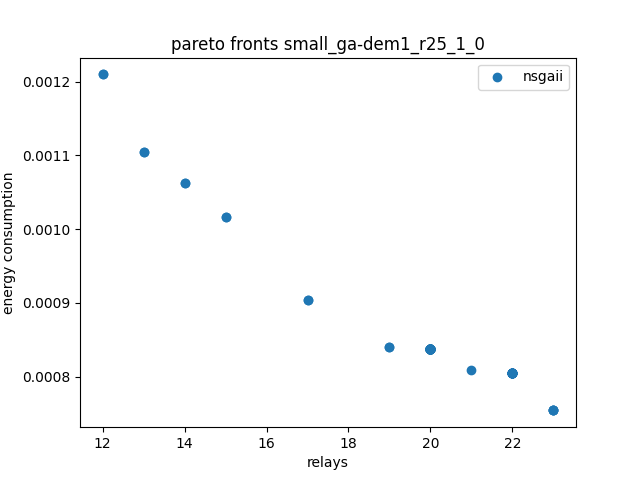 pareto fronts small_ga-dem1_r25_1_0
nsgaii
0.0012
0.0011
0.0010
0.0009
0.0008
energy consumption
12 14 16 18 20 22
relays